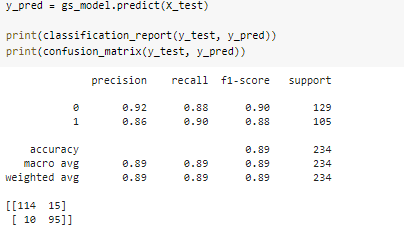 y_pred = gs_model.predict(X_test)
print(classification_report(y_test, y_pred))
print(confusion_matrix(y_test, y_pred))
precision recall f1-score support
0 0.92 0.88 0.90 129
1 0.86 0.90 0.88 105
accuracy 0.89 234
macro avg 0.89 0.89 0.89 234
weighted avg 0.89 0.89 0.89 234
[[114 15]
[ 10 95]]